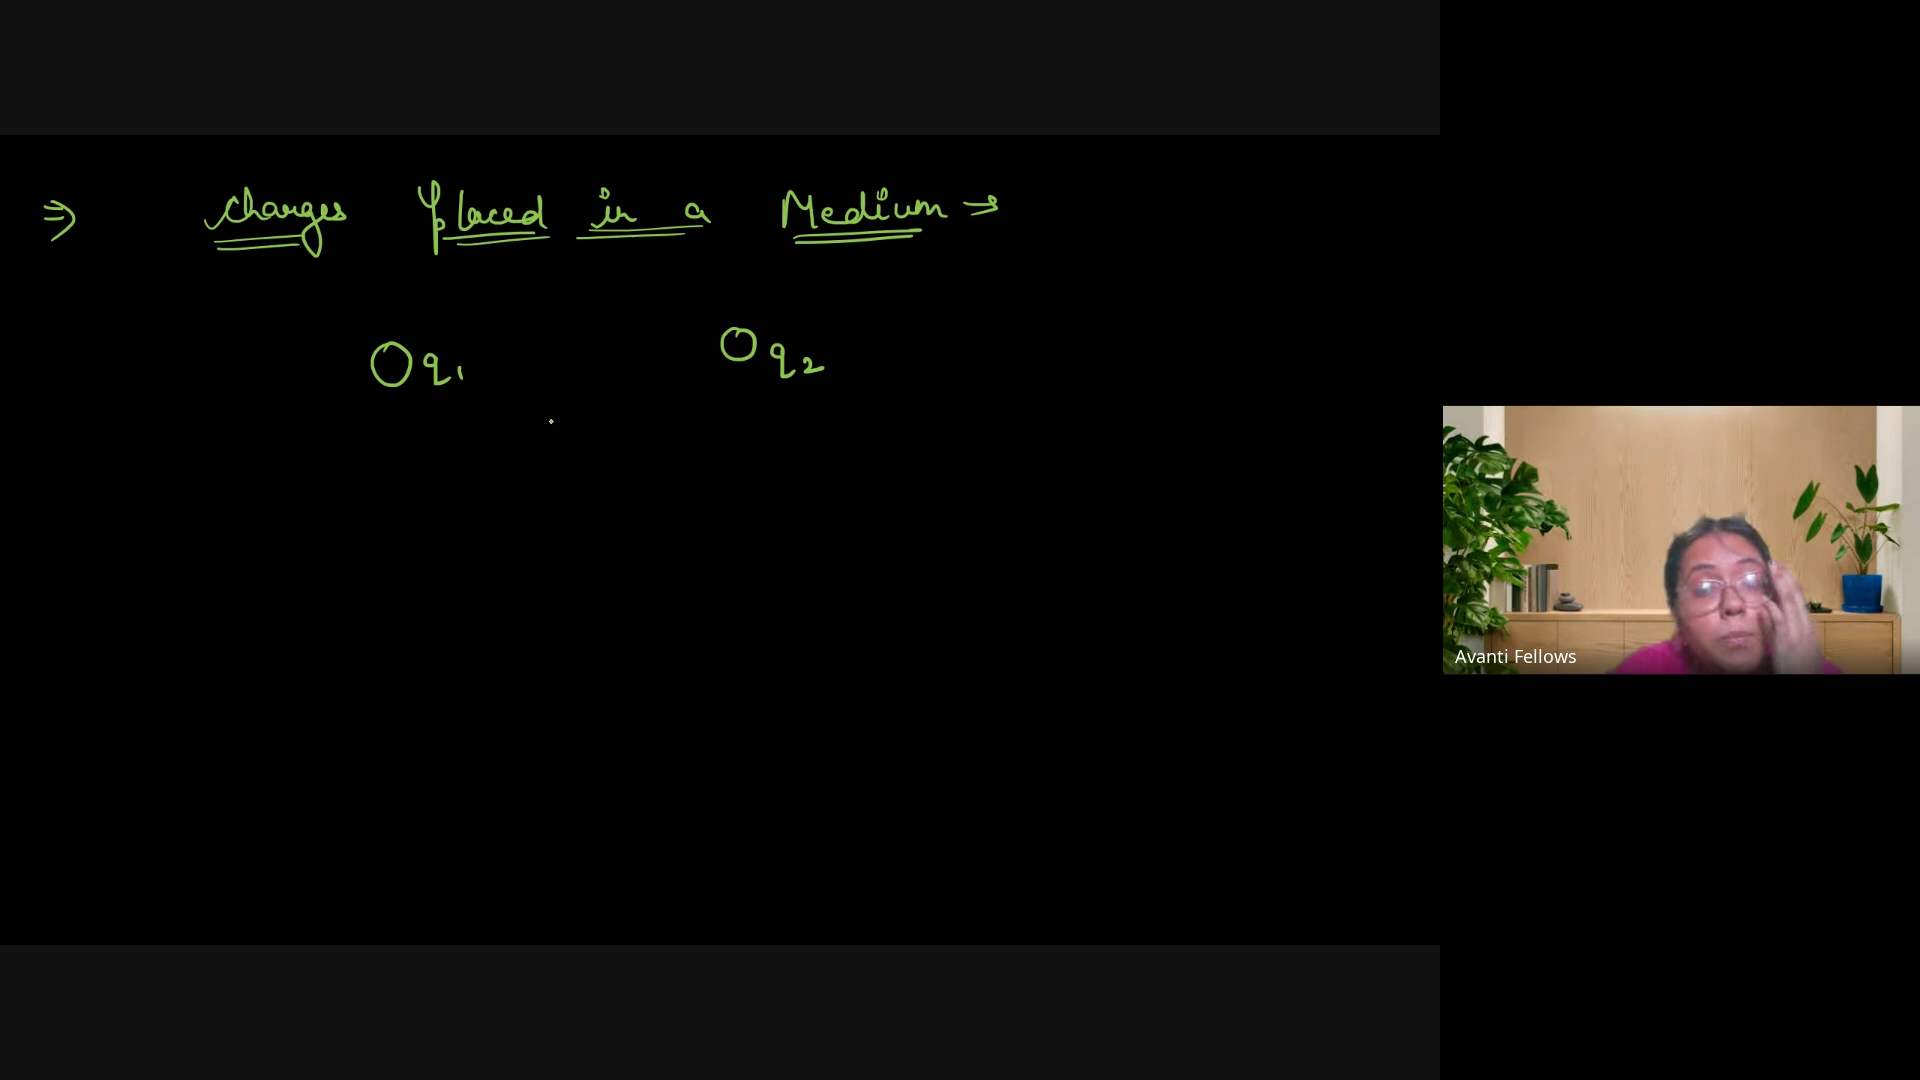 ⇒ Charges placed in a Medium →
q₁ q₂
Avanti Fellows